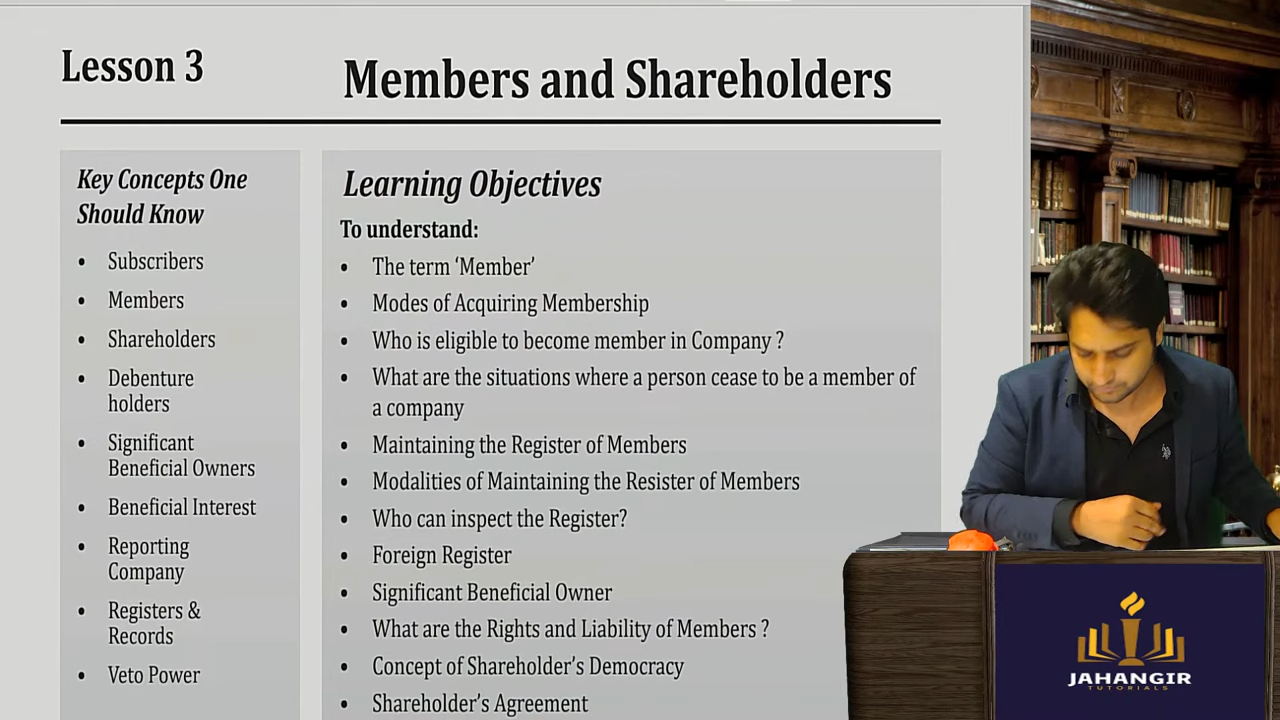 Lesson 3
Members and Shareholders
Key Concepts One
Should Know
• Subscribers
• Members
• Shareholders
• Debenture
holders
• Significant
Beneficial Owners
• Beneficial Interest
• Reporting
Company
• Registers &
Records
• Veto Power
Learning Objectives
To understand:
• The term ‘Member’
• Modes of Acquiring Membership
• Who is eligible to become member in Company ?
• What are the situations where a person cease to be a member of
a company
• Maintaining the Register of Members
• Modalities of Maintaining the Resister of Members
• Who can inspect the Register?
• Foreign Register
• Significant Beneficial Owner
• What are the Rights and Liability of Members ?
• Concept of Shareholder’s Democracy
• Shareholder’s Agreement
JAHANGIR
TUTORIALS